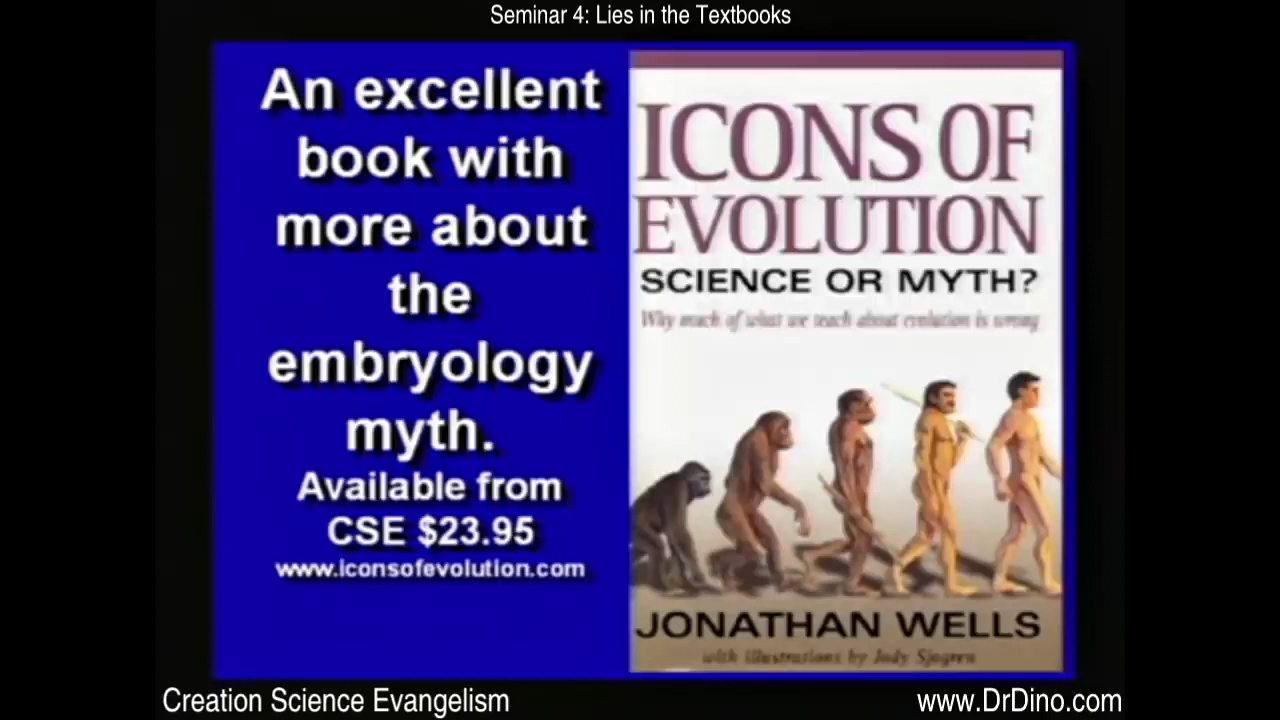 Seminar 4: Lies in the Textbooks
An excellent
book with
more about
the
embryology
myth.
Available from
CSE $23.95
www.iconsofevolution.com
ICONS OF
EVOLUTION
SCIENCE OR MYTH?
Why much of what we teach about evolution is wrong
JONATHAN WELLS
with illustrations by Jody Sjogren
Creation Science Evangelism
www.DrDino.com